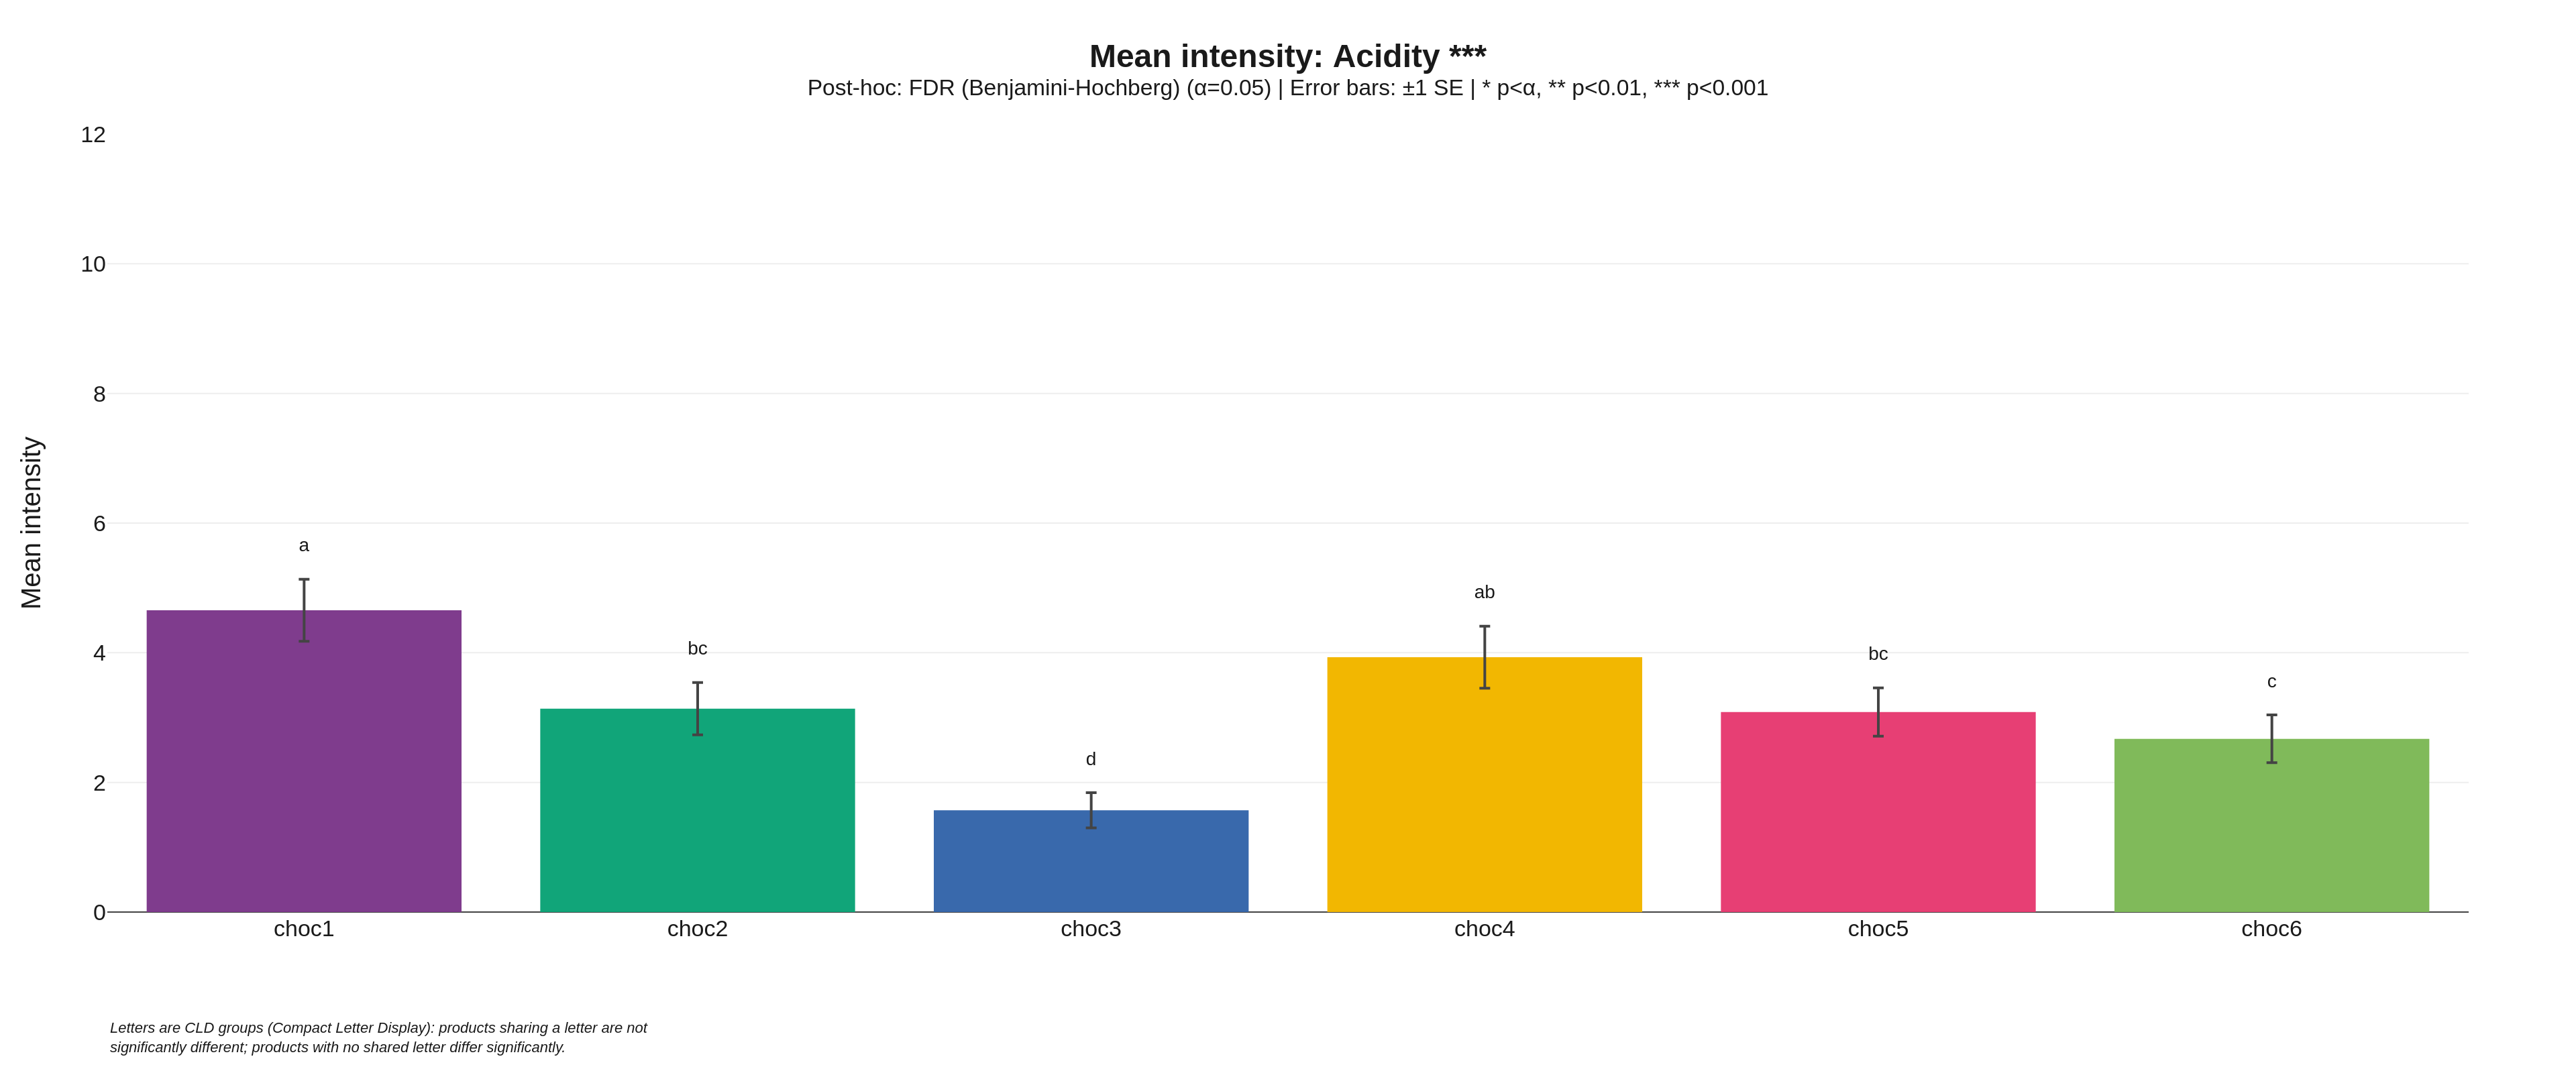 Mean intensity: Acidity ***
Post-hoc: FDR (Benjamini-Hochberg) (α=0.05) | Error bars: ±1 SE | * p<α, ** p<0.01, *** p<0.001
Mean intensity
12
10
8
6
4
2
0
a
bc
d
ab
bc
c
choc1 choc2 choc3 choc4 choc5 choc6
Letters are CLD groups (Compact Letter Display): products sharing a letter are not
significantly different; products with no shared letter differ significantly.